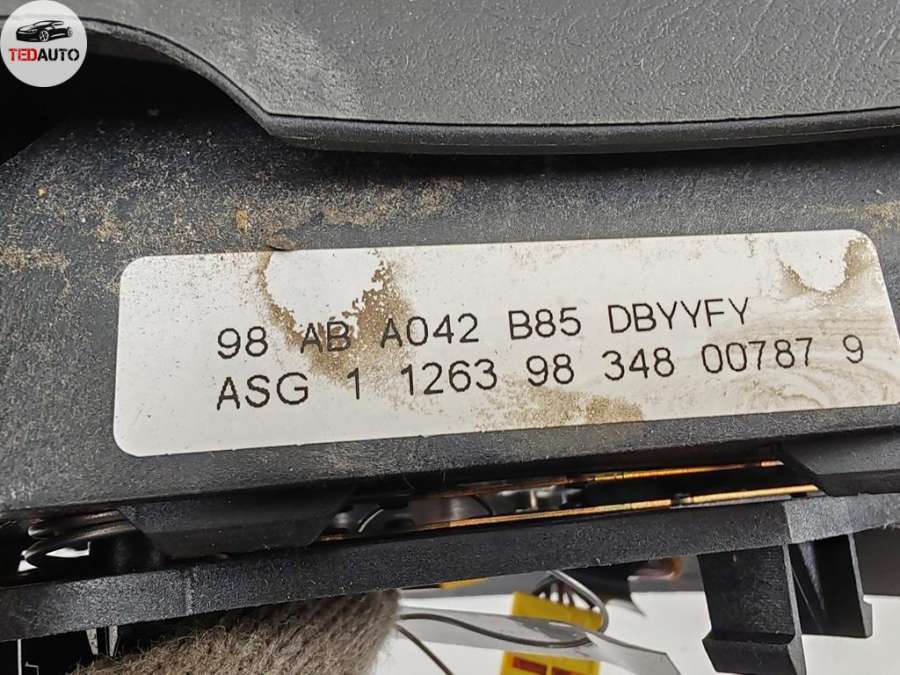 TEDAUTO
98 AB A042 B85 DBYYFY
ASG 1 1263 98 348 00787 9